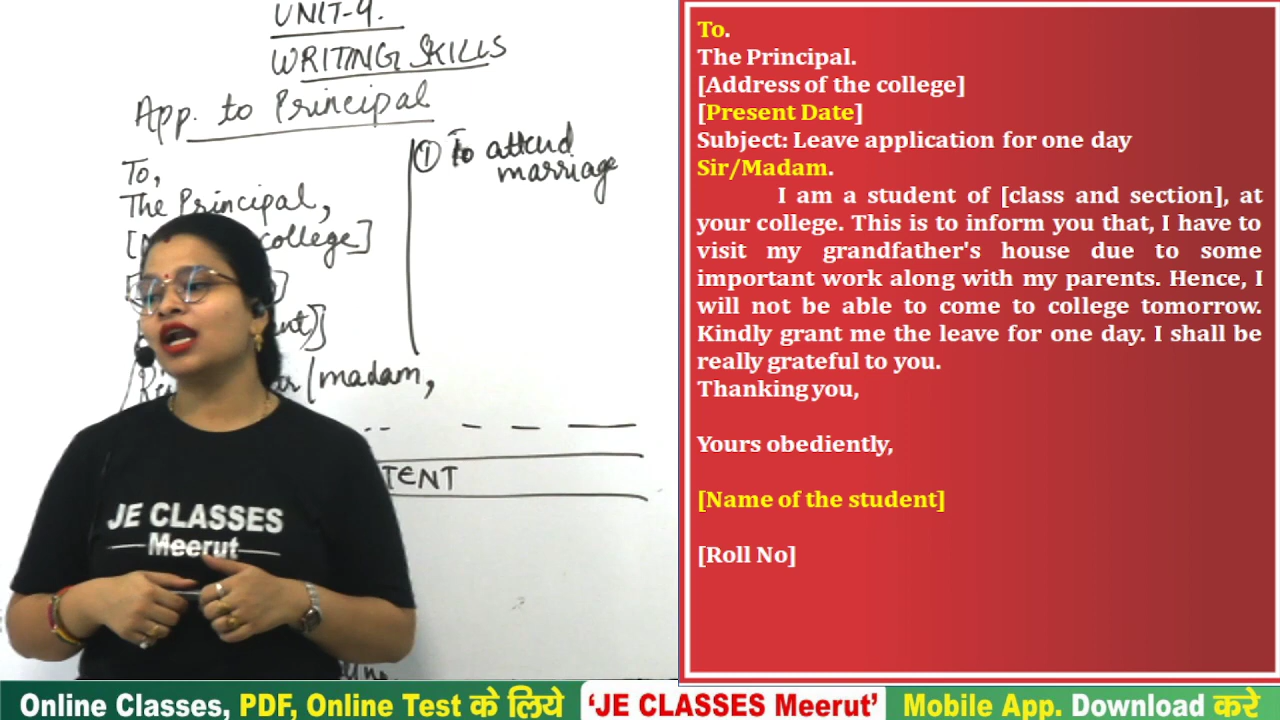 UNIT-4.
WRITING SKILLS
App. to Principal
To,
The Principal,
college]
madam,
TENT
① To attend
marriage
JE CLASSES
Meerut
To.
The Principal.
[Address of the college]
[Present Date]
Subject: Leave application for one day
Sir/Madam.
I am a student of [class and section], at
your college. This is to inform you that, I have to
visit my grandfather's house due to some
important work along with my parents. Hence, I
will not be able to come to college tomorrow.
Kindly grant me the leave for one day. I shall be
really grateful to you.
Thanking you,
Yours obediently,
[Name of the student]
[Roll No]
Online Classes, PDF, Online Test के लिये 'JE CLASSES Meerut' Mobile App. Download करे